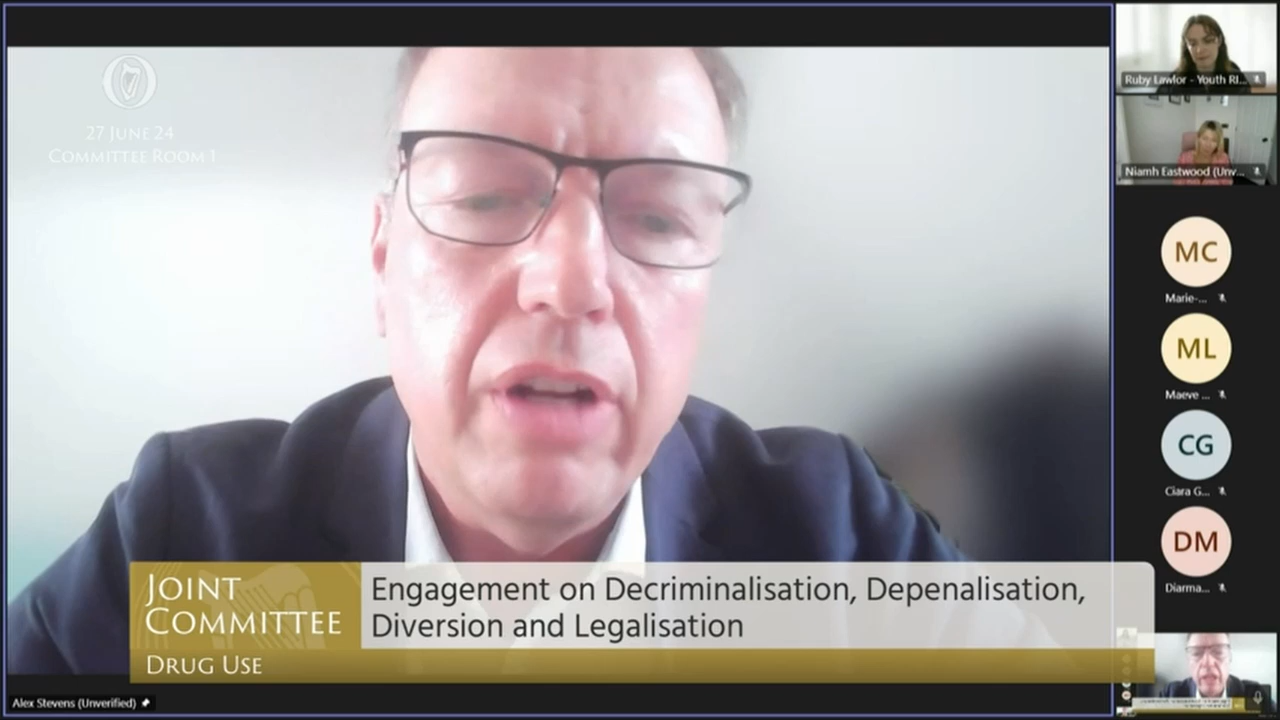 27 June 24
Committee Room 1
Joint
Committee
Engagement on Decriminalisation, Depenalisation,
Diversion and Legalisation
Drug Use
Alex Stevens (Unverified)
Ruby Lawlor - Youth RI...
Niamh Eastwood (Unv...
MC
Marie-...
ML
Maeve ...
CG
Ciara G...
DM
Diarma...